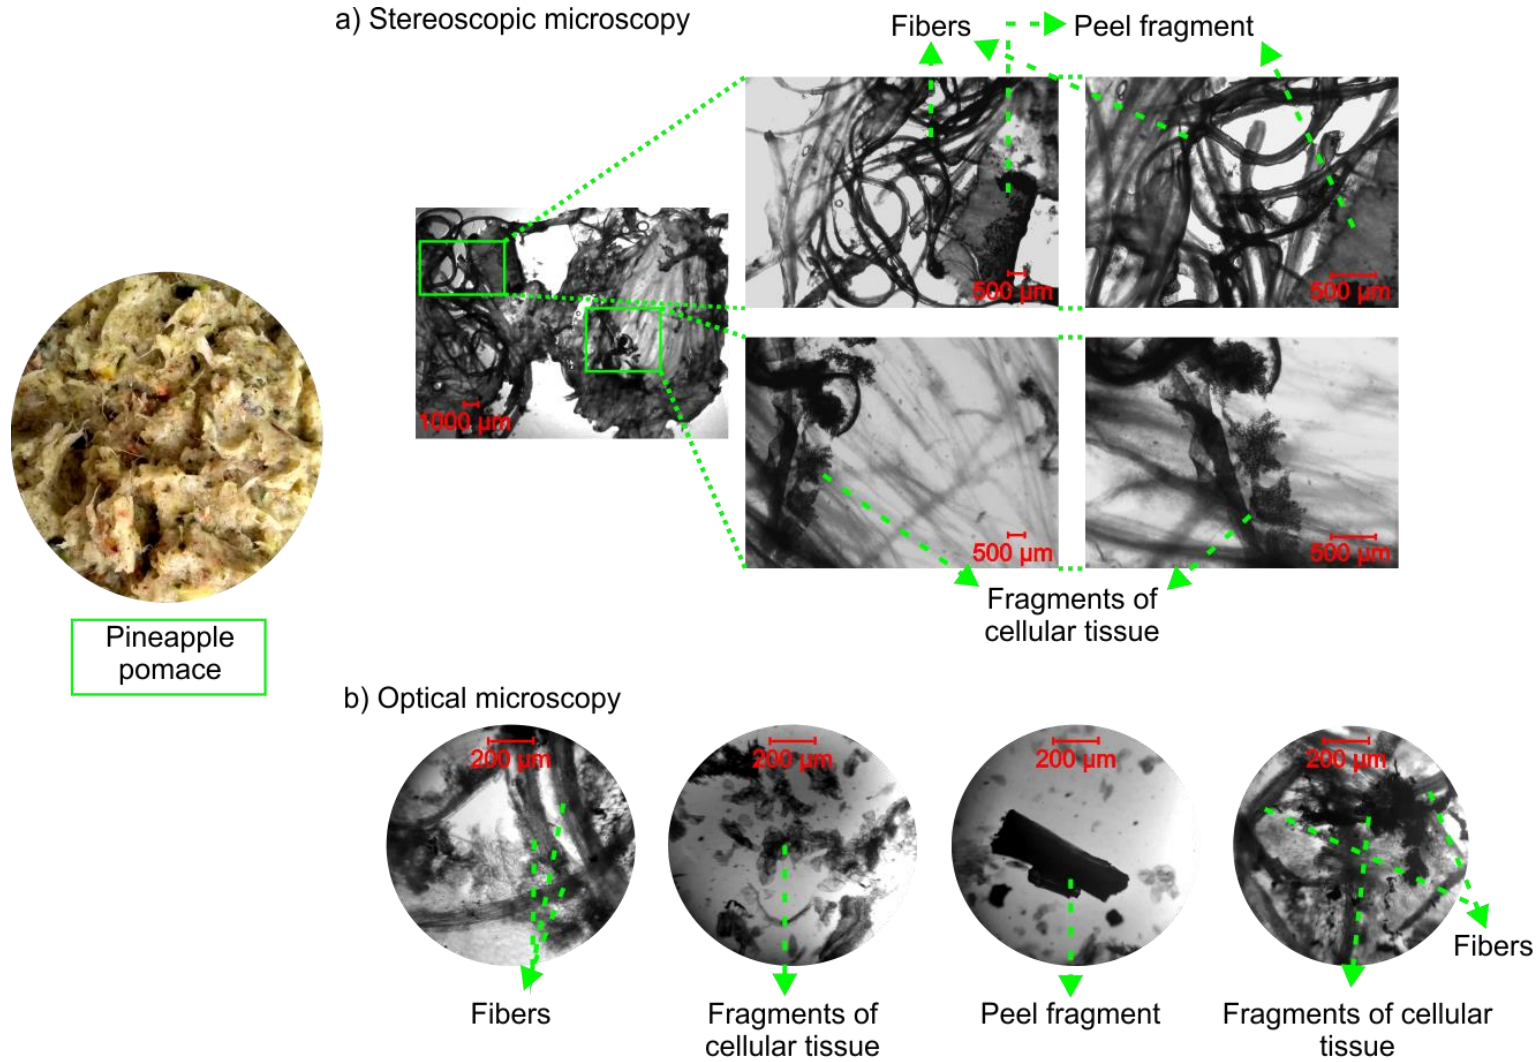 a) Stereoscopic microscopy
Fibers
Peel fragment
500 µm
500 µm
1000 µm
500 µm
500 µm
Fragments of
cellular tissue
Pineapple
pomace
b) Optical microscopy
200 µm
200 µm
200 µm
200 µm
Fibers
Fibers
Fragments of
cellular tissue
Peel fragment
Fragments of cellular
tissue